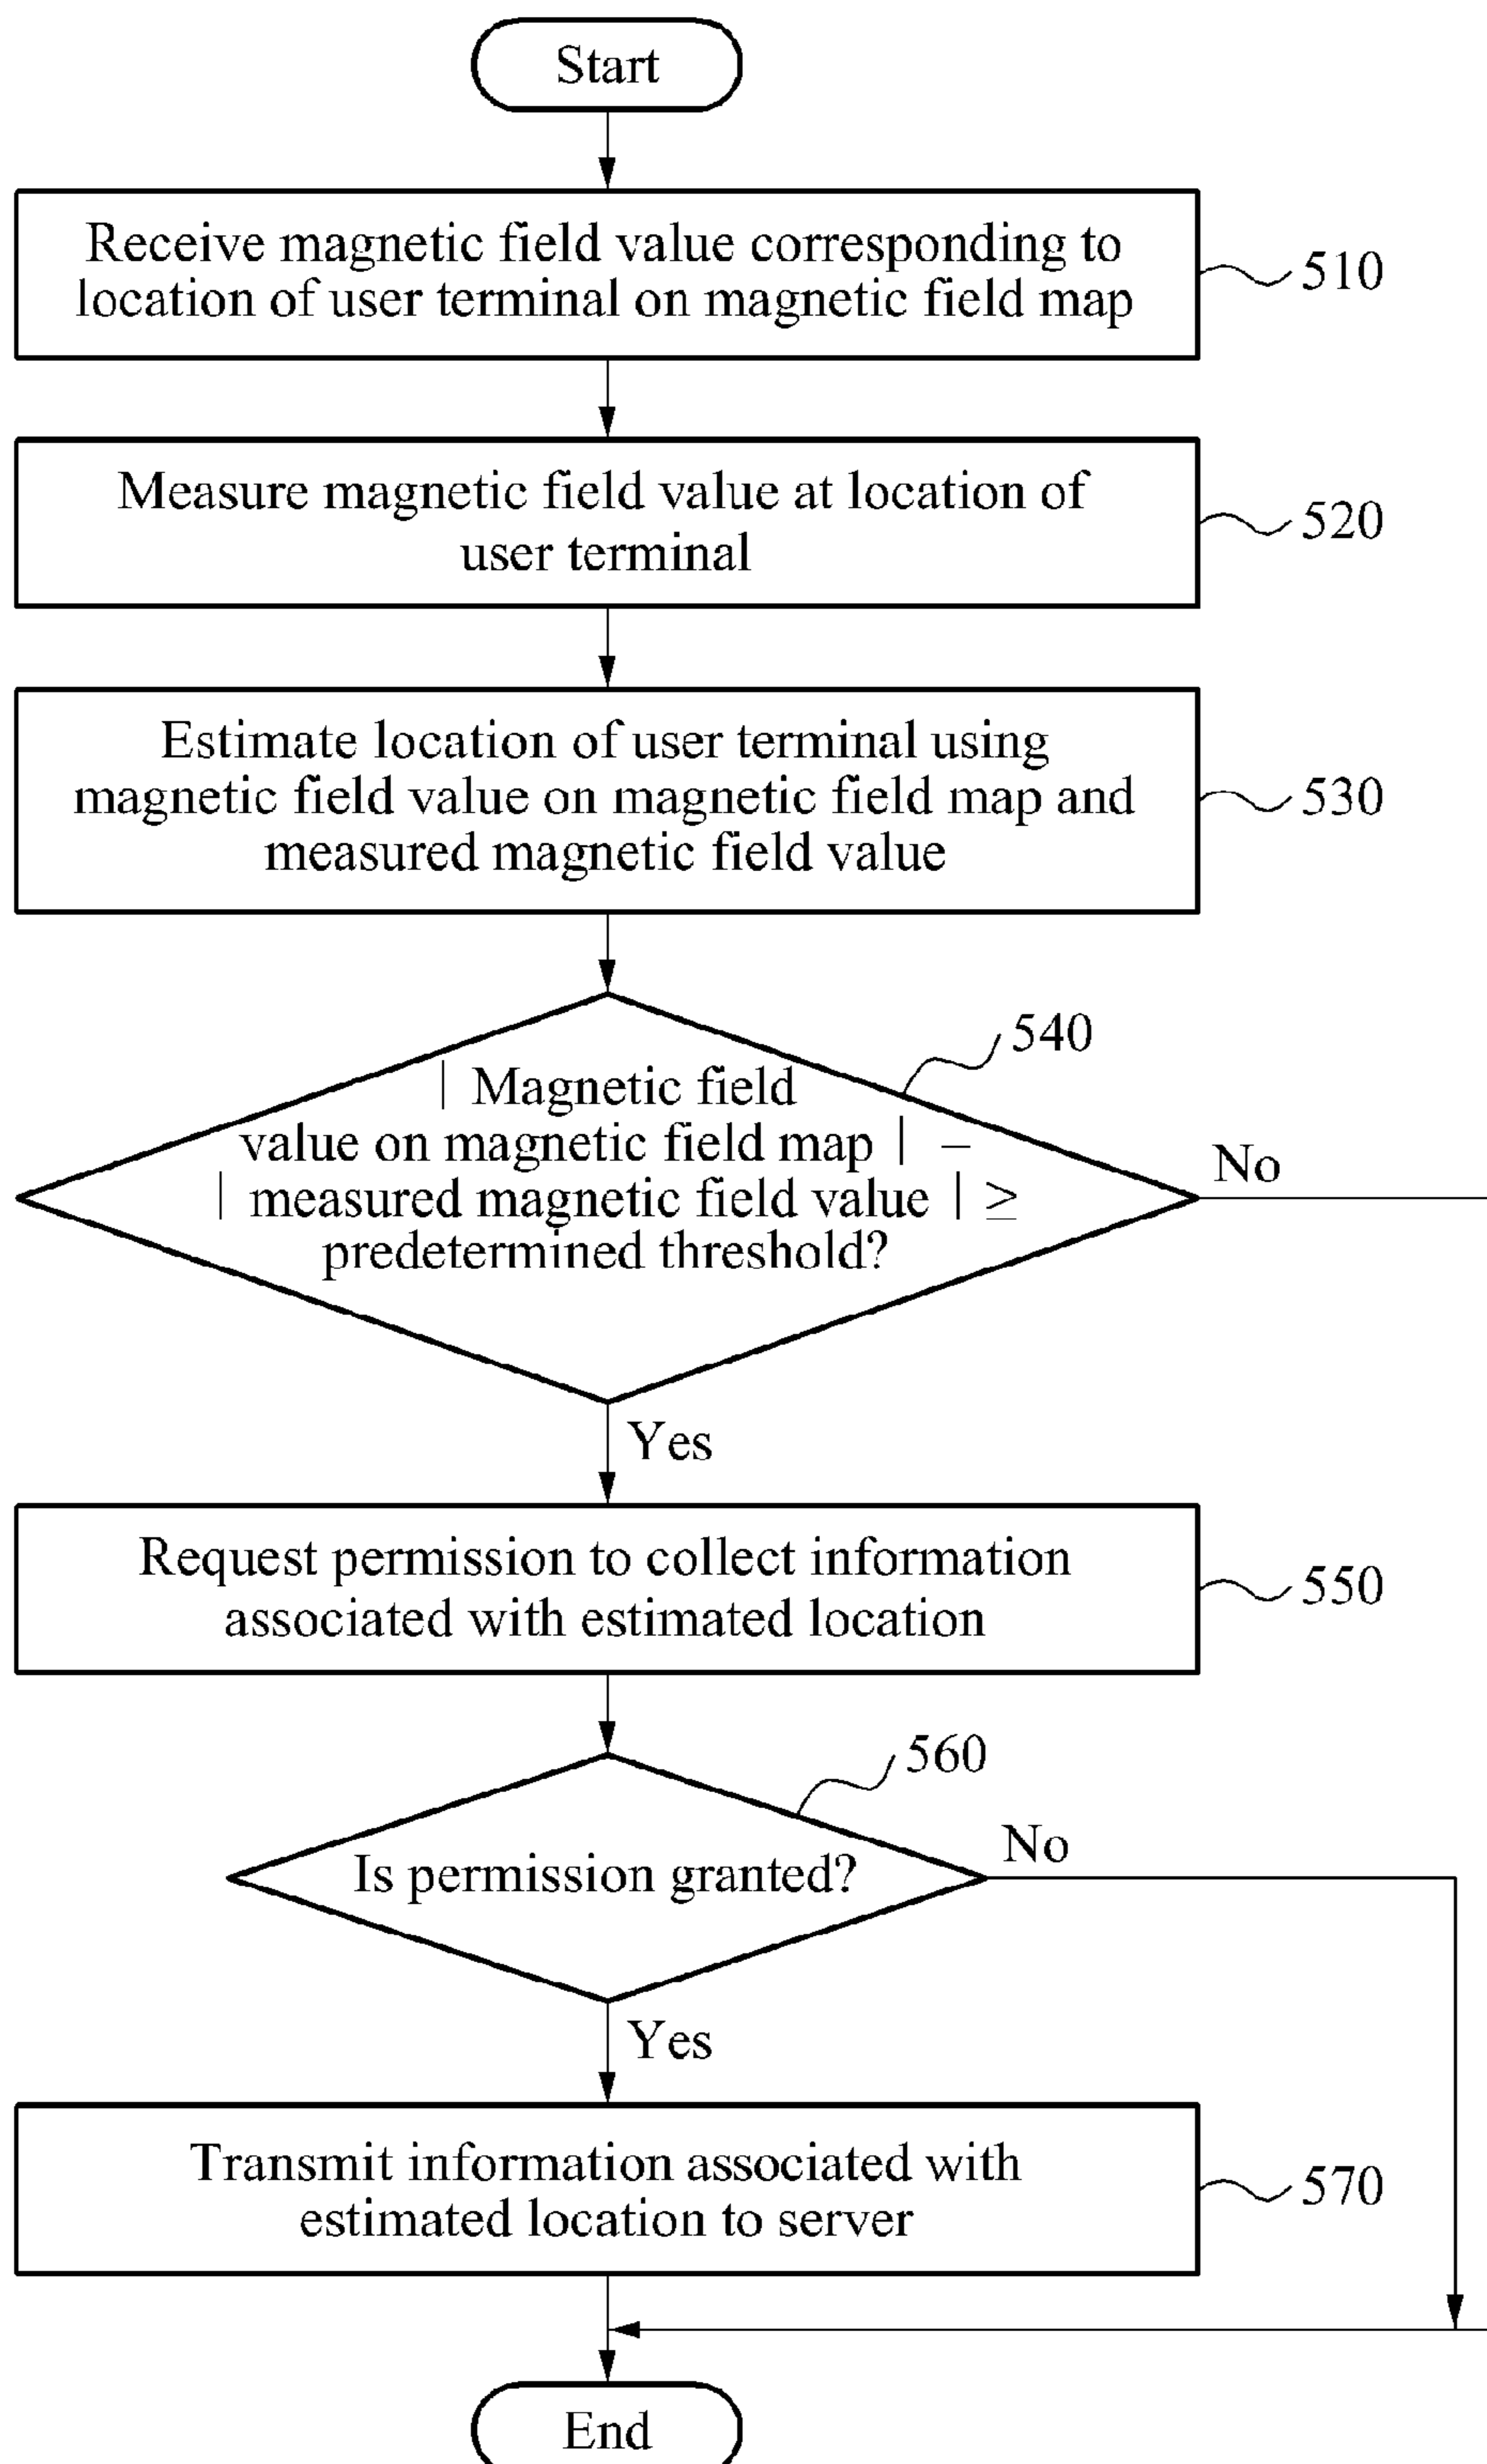 Start
Receive magnetic field value corresponding to
location of user terminal on magnetic field map
510
Measure magnetic field value at location of
user terminal
520
Estimate location of user terminal using
magnetic field value on magnetic field map and
measured magnetic field value
530
540
| Magnetic field
value on magnetic field map | –
| measured magnetic field value | ≥
predetermined threshold?
No
Yes
Request permission to collect information
associated with estimated location
550
560
Is permission granted?
No
Yes
Transmit information associated with
estimated location to server
570
End